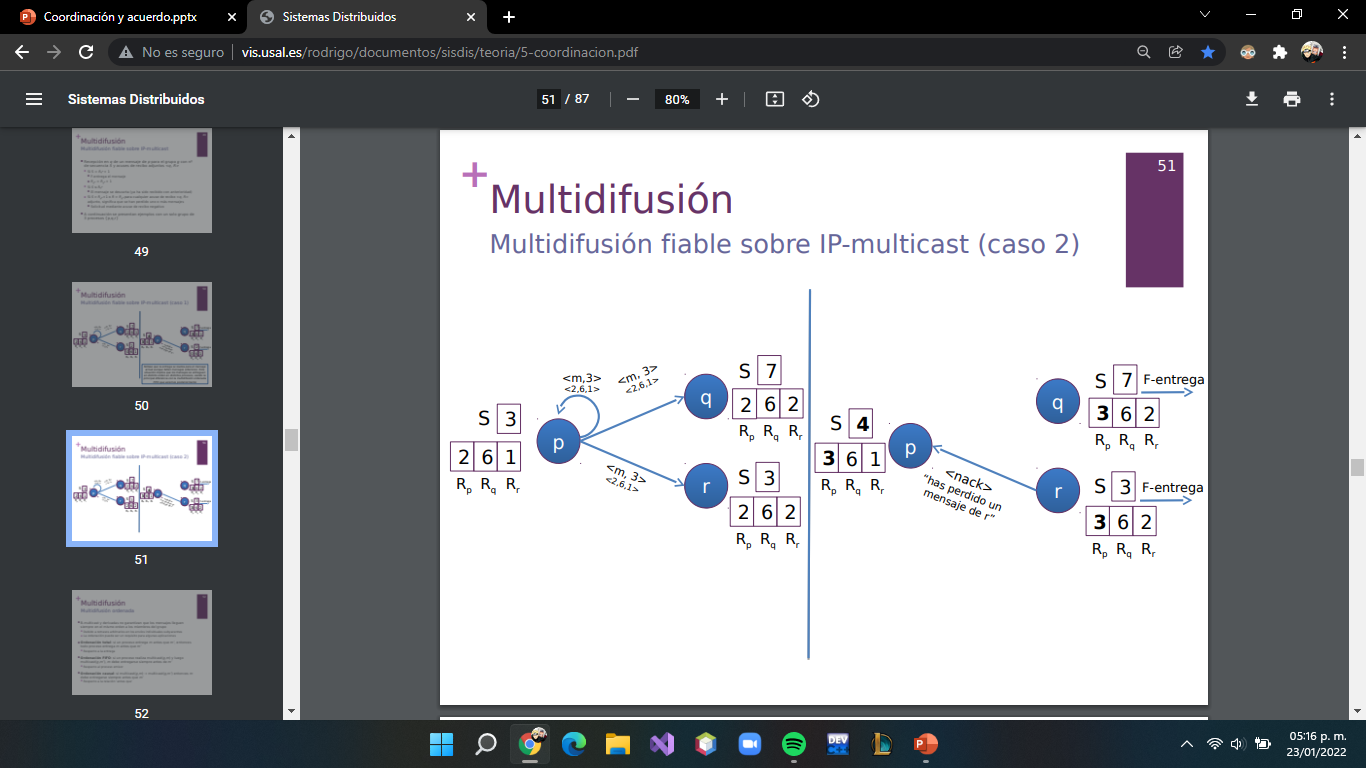 Coordinación y acuerdo.pptx
Sistemas Distribuidos
No es seguro
vis.usal.es/rodrigo/documentos/sisdis/teoria/5-coordinacion.pdf
Sistemas Distribuidos
51 / 87
80%
Multidifusión
49
Multidifusión
50
Multidifusión
51
Multidifusión
52
51
Multidifusión
Multidifusión fiable sobre IP-multicast (caso 2)
<m,3>
<2,6,1>
<m, 3>
<2,6,1>
S 3
2 6 1
Rp Rq Rr
p
<m, 3>
<2,6,1>
q
S 7
2 6 2
Rp Rq Rr
r
S 3
2 6 2
Rp Rq Rr
S 4
3 6 1
Rp Rq Rr
p
<nack>
"has perdido un
mensaje de r"
q
S 7
F-entrega
3 6 2
Rp Rq Rr
r
S 3
F-entrega
3 6 2
Rp Rq Rr
DEV
05:16 p. m.
23/01/2022